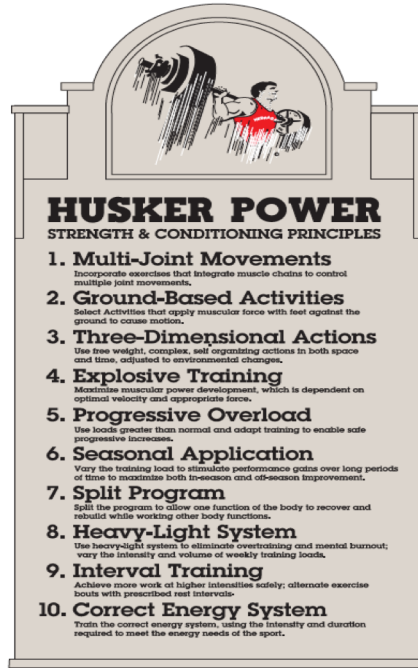 HUSKER POWER
STRENGTH & CONDITIONING PRINCIPLES
1. Multi-Joint Movements
Incorporate exercises that integrate muscle chains to control
multiple joint movements.
2. Ground-Based Activities
Select Activities that apply muscular force with feet against the
ground to cause motion.
3. Three-Dimensional Actions
Use free weight, complex, self organizing actions in both space
and time, adjusted to environmental changes.
4. Explosive Training
Maximize muscular power development, which is dependent on
optimal velocity and appropriate force.
5. Progressive Overload
Use loads greater than normal and adapt training to enable safe
progressive increases.
6. Seasonal Application
Vary the training load to stimulate performance gains over long periods
of time to maximize both in-season and off-season improvement.
7. Split Program
Split the program to allow one function of the body to recover and
rebuild while working other body functions.
8. Heavy-Light System
Use heavy-light system to eliminate overtraining and mental burnout;
vary the intensity and volume of weekly training loads.
9. Interval Training
Achieve more work at higher intensities safely; alternate exercise
bouts with prescribed rest intervals.
10. Correct Energy System
Train the correct energy system, using the intensity and duration
required to meet the energy needs of the sport.